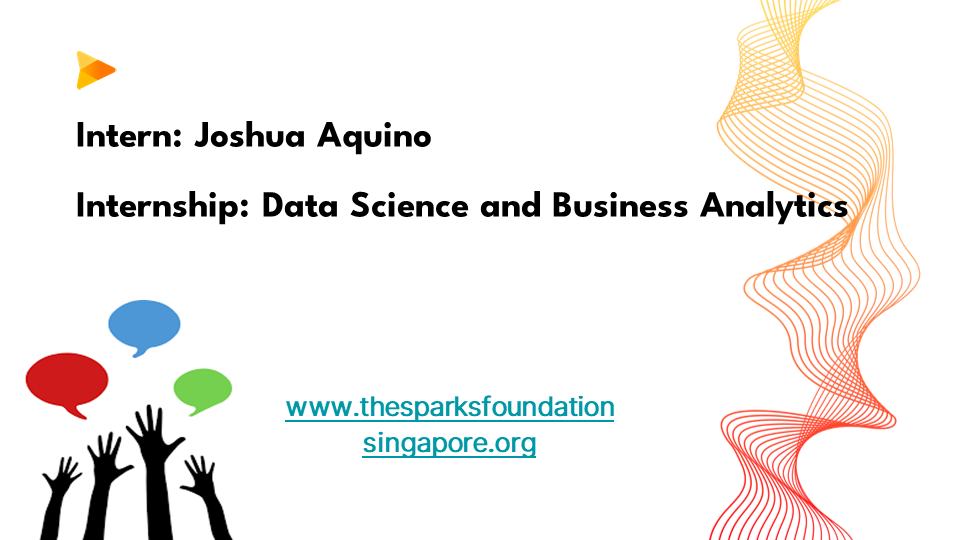 Intern: Joshua Aquino
Internship: Data Science and Business Analytics
www.thesparksfoundation
singapore.org